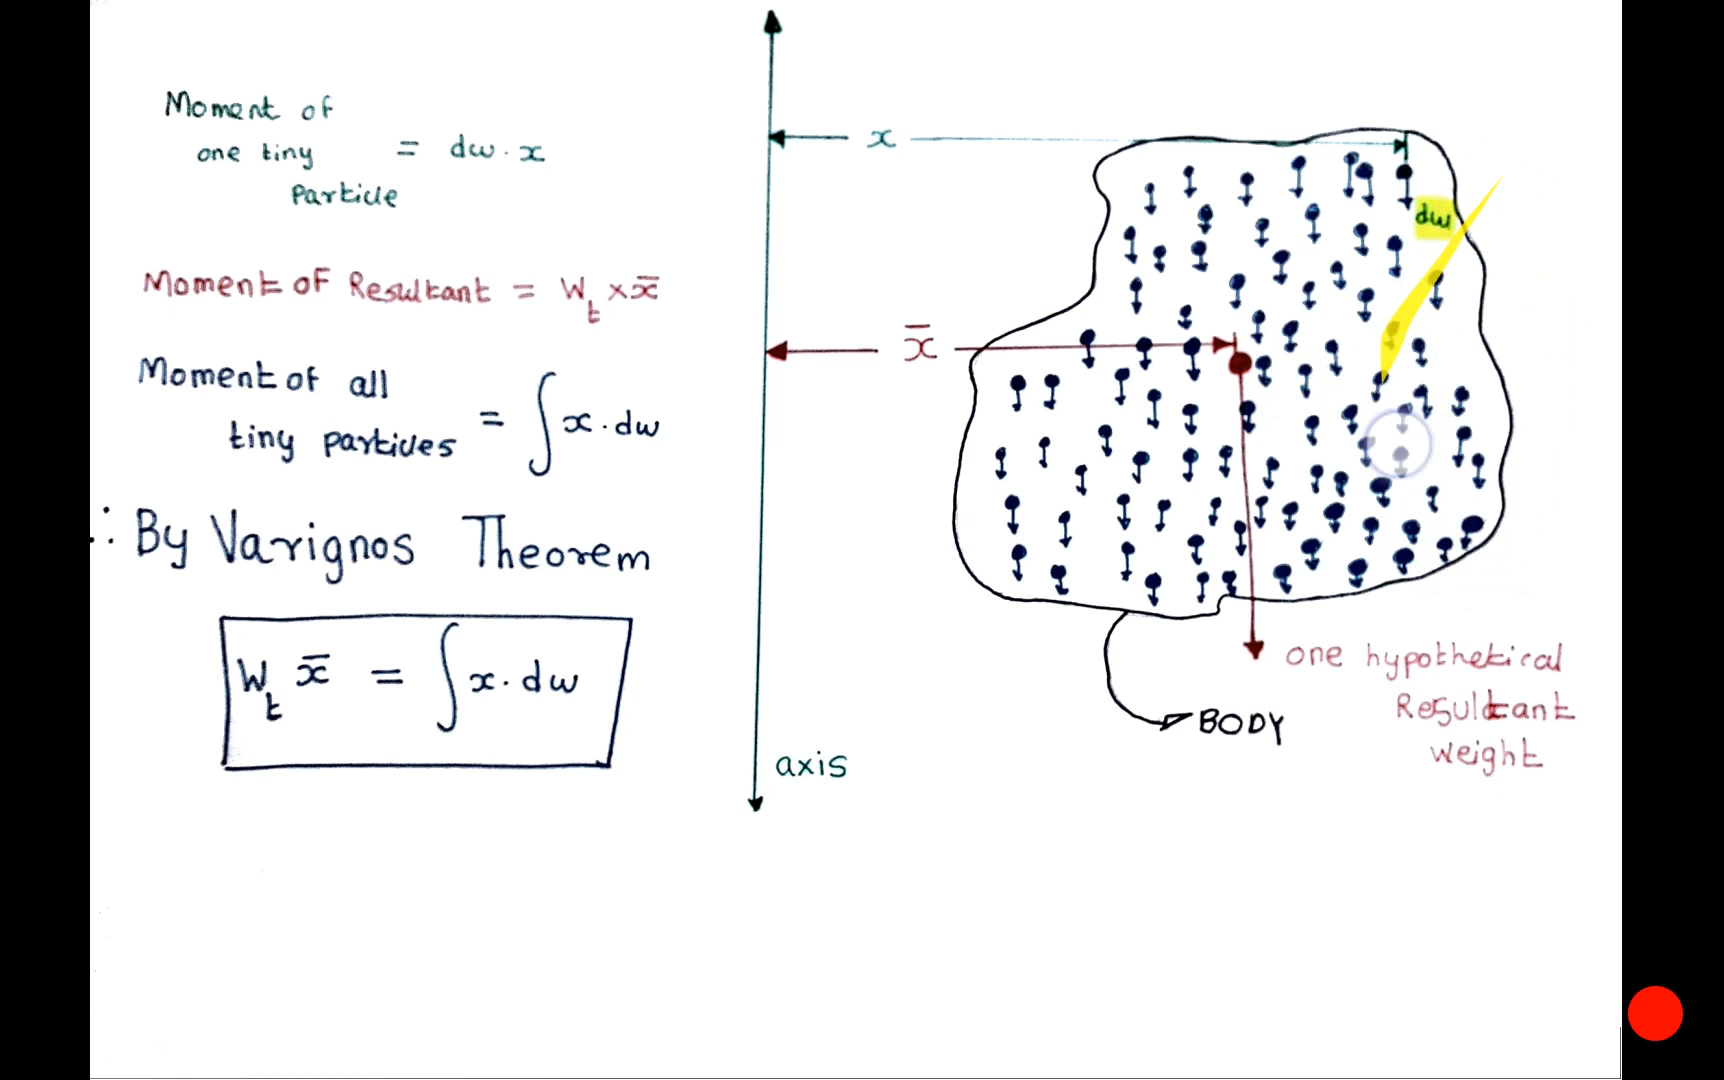 Moment of
one tiny = dw . x
Particle
Moment OF Resultant = Wt × x̄
Moment of all
tiny particles = ∫ x . dw
∴ By Varignos Theorem
Wt x̄ = ∫ x . dw
x
dw
x̄
one hypothetical
Resultant
weight
BODY
axis